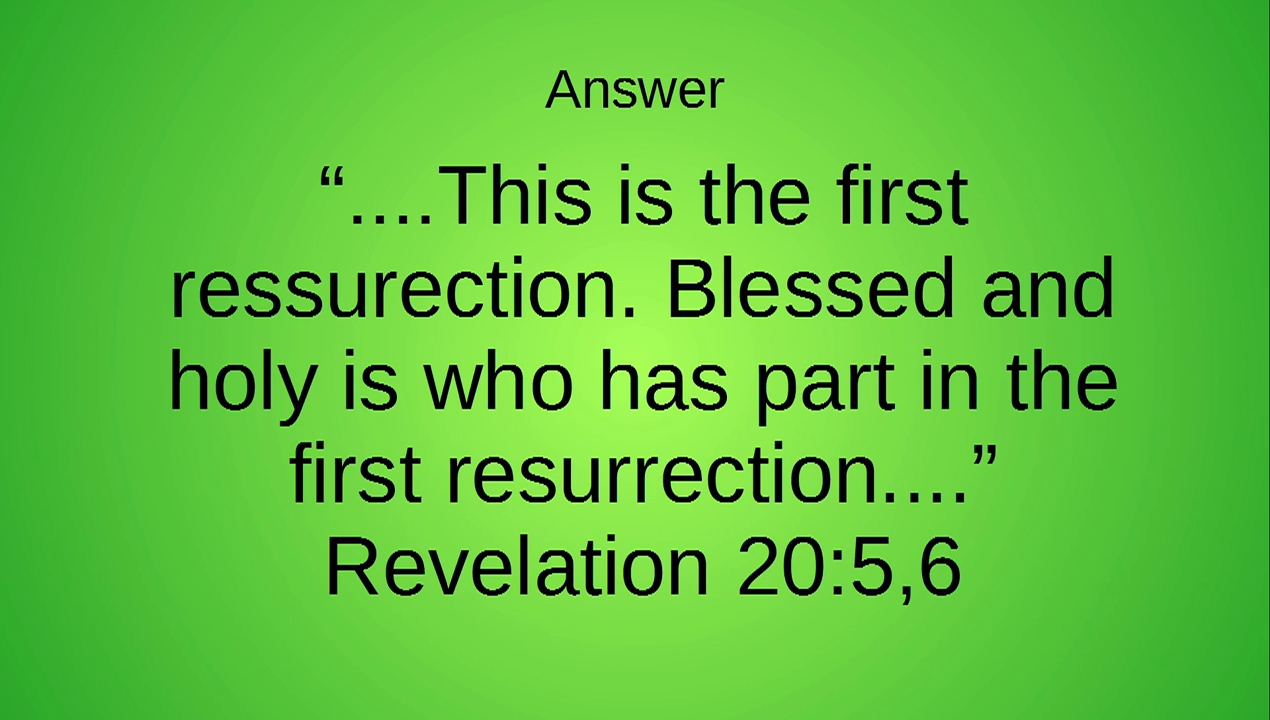 Answer
“....This is the first
ressurection. Blessed and
holy is who has part in the
first resurrection....”
Revelation 20:5,6